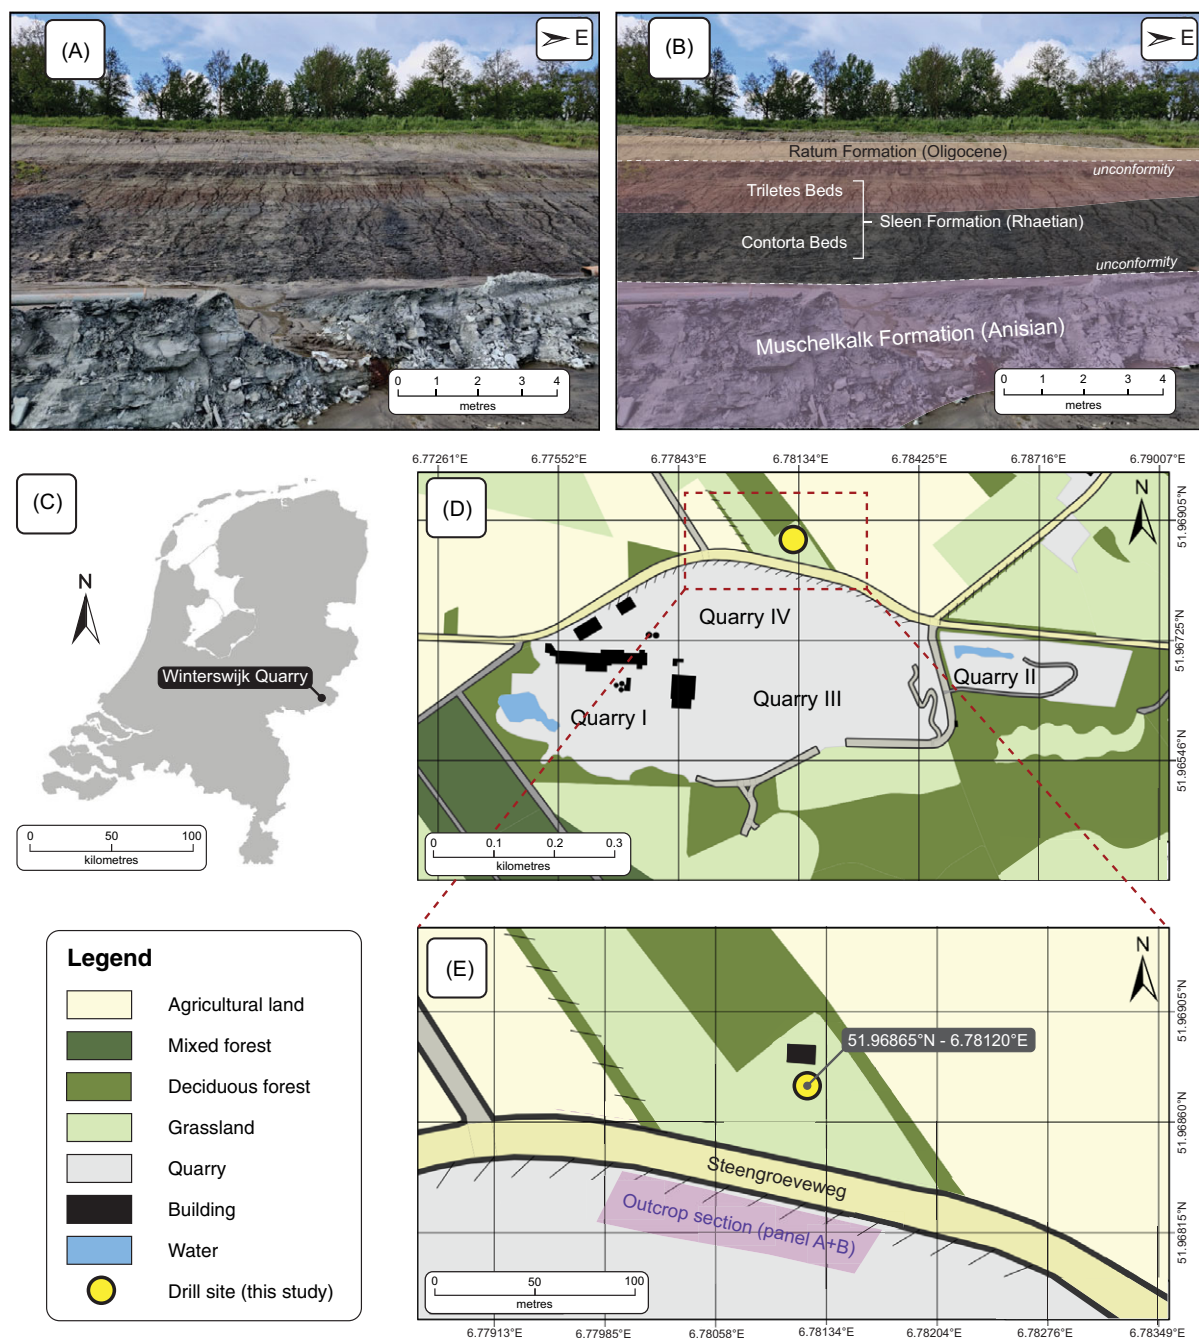 (A)
E
0 1 2 3 4
metres
(B)
E
Ratum Formation (Oligocene)
unconformity
Triletes Beds
Sleen Formation (Rhaetian)
Contorta Beds
unconformity
Muschelkalk Formation (Anisian)
0 1 2 3 4
metres
(C)
N
Winterswijk Quarry
0 50 100
kilometres
6.77261°E 6.77552°E 6.77843°E 6.78134°E 6.78425°E 6.78716°E 6.79007°E
(D)
N
51.96905°N
51.96725°N
51.96546°N
Quarry IV
Quarry II
Quarry III
Quarry I
0 0.1 0.2 0.3
kilometres
Legend
Agricultural land
Mixed forest
Deciduous forest
Grassland
Quarry
Building
Water
Drill site (this study)
(E)
N
51.96905°N
51.96860°N
51.96815°N
51.96865°N - 6.78120°E
Steengroeveweg
Outcrop section (panel A+B)
0 50 100
metres
6.77913°E 6.77985°E 6.78058°E 6.78134°E 6.78204°E 6.78276°E 6.78349°E